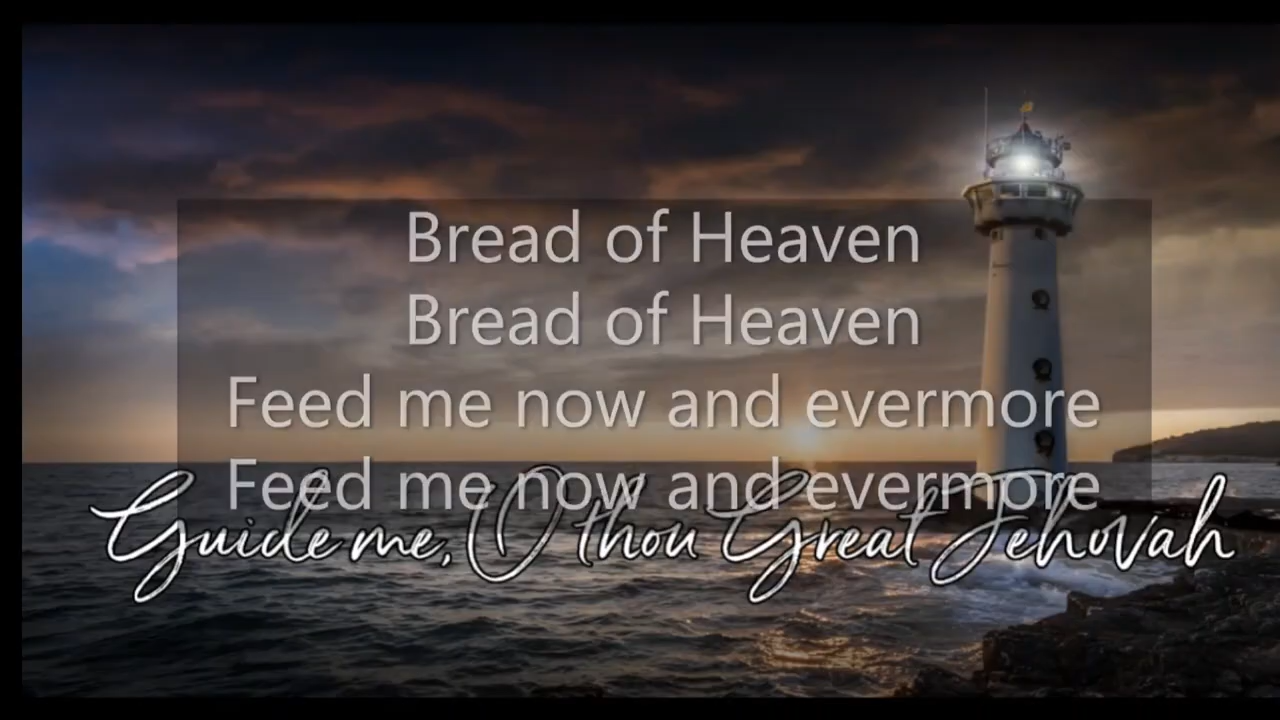 Bread of Heaven
Bread of Heaven
Feed me now and evermore
Feed me now and evermore
Guide me, O thou Great Jehovah